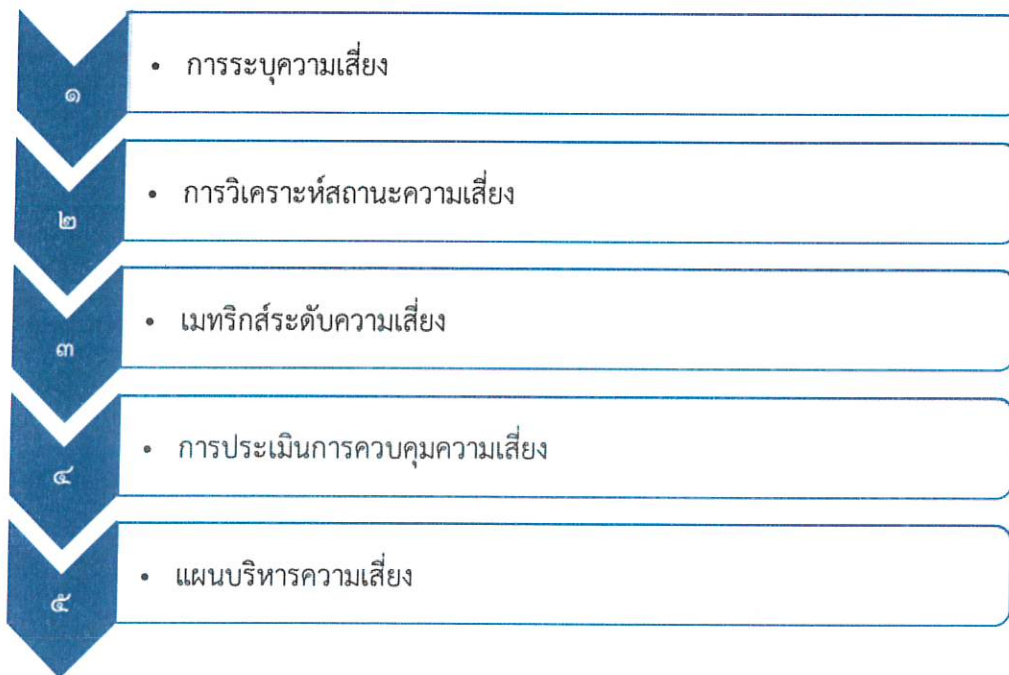 ๑
• การระบุความเสี่ยง
๒
• การวิเคราะห์สถานะความเสี่ยง
๓
• เมทริกส์ระดับความเสี่ยง
๔
• การประเมินการควบคุมความเสี่ยง
๕
• แผนบริหารความเสี่ยง